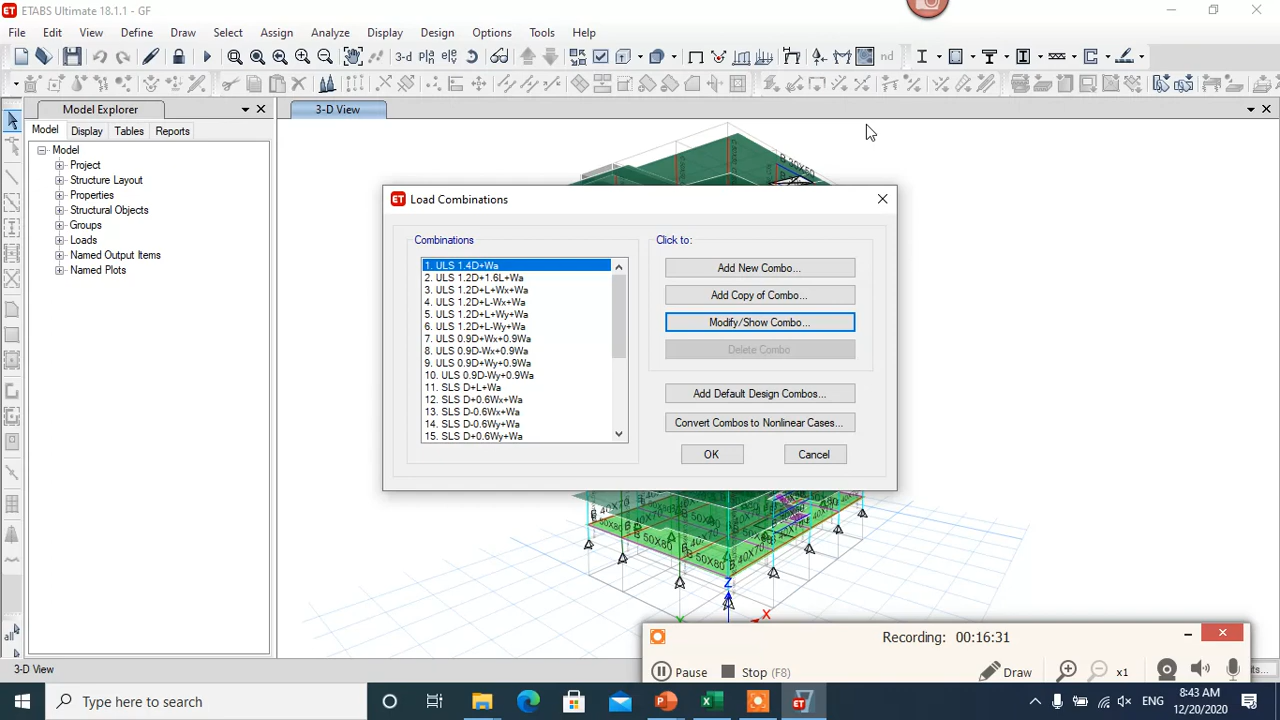 ETABS Ultimate 18.1.1 - GF
File Edit View Define Draw Select Assign Analyze Display Design Options Tools Help
3-d pla ele nd
Model Explorer
3-D View
Model Display Tables Reports
Model
Project
Structure Layout
Properties
Structural Objects
Groups
Loads
Named Output Items
Named Plots
Load Combinations
Combinations
1. ULS 1.4D+Wa
2. ULS 1.2D+1.6L+Wa
3. ULS 1.2D+L+Wx+Wa
4. ULS 1.2D+L-Wx+Wa
5. ULS 1.2D+L+Wy+Wa
6. ULS 1.2D+L-Wy+Wa
7. ULS 0.9D+Wx+0.9Wa
8. ULS 0.9D-Wx+0.9Wa
9. ULS 0.9D+Wy+0.9Wa
10. ULS 0.9D-Wy+0.9Wa
11. SLS D+L+Wa
12. SLS D+0.6Wx+Wa
13. SLS D-0.6Wx+Wa
14. SLS D-0.6Wy+Wa
15. SLS D+0.6Wy+Wa
Click to:
Add New Combo...
Add Copy of Combo...
Modify/Show Combo...
Delete Combo
Add Default Design Combos...
Convert Combos to Nonlinear Cases...
OK
Cancel
B 40X70
B 50X80
B 50X80
B 40X70
Z
X
all
3-D View
Recording: 00:16:31
Pause
Stop (F8)
Draw
x1
Type here to search
ENG
8:43 AM
12/20/2020